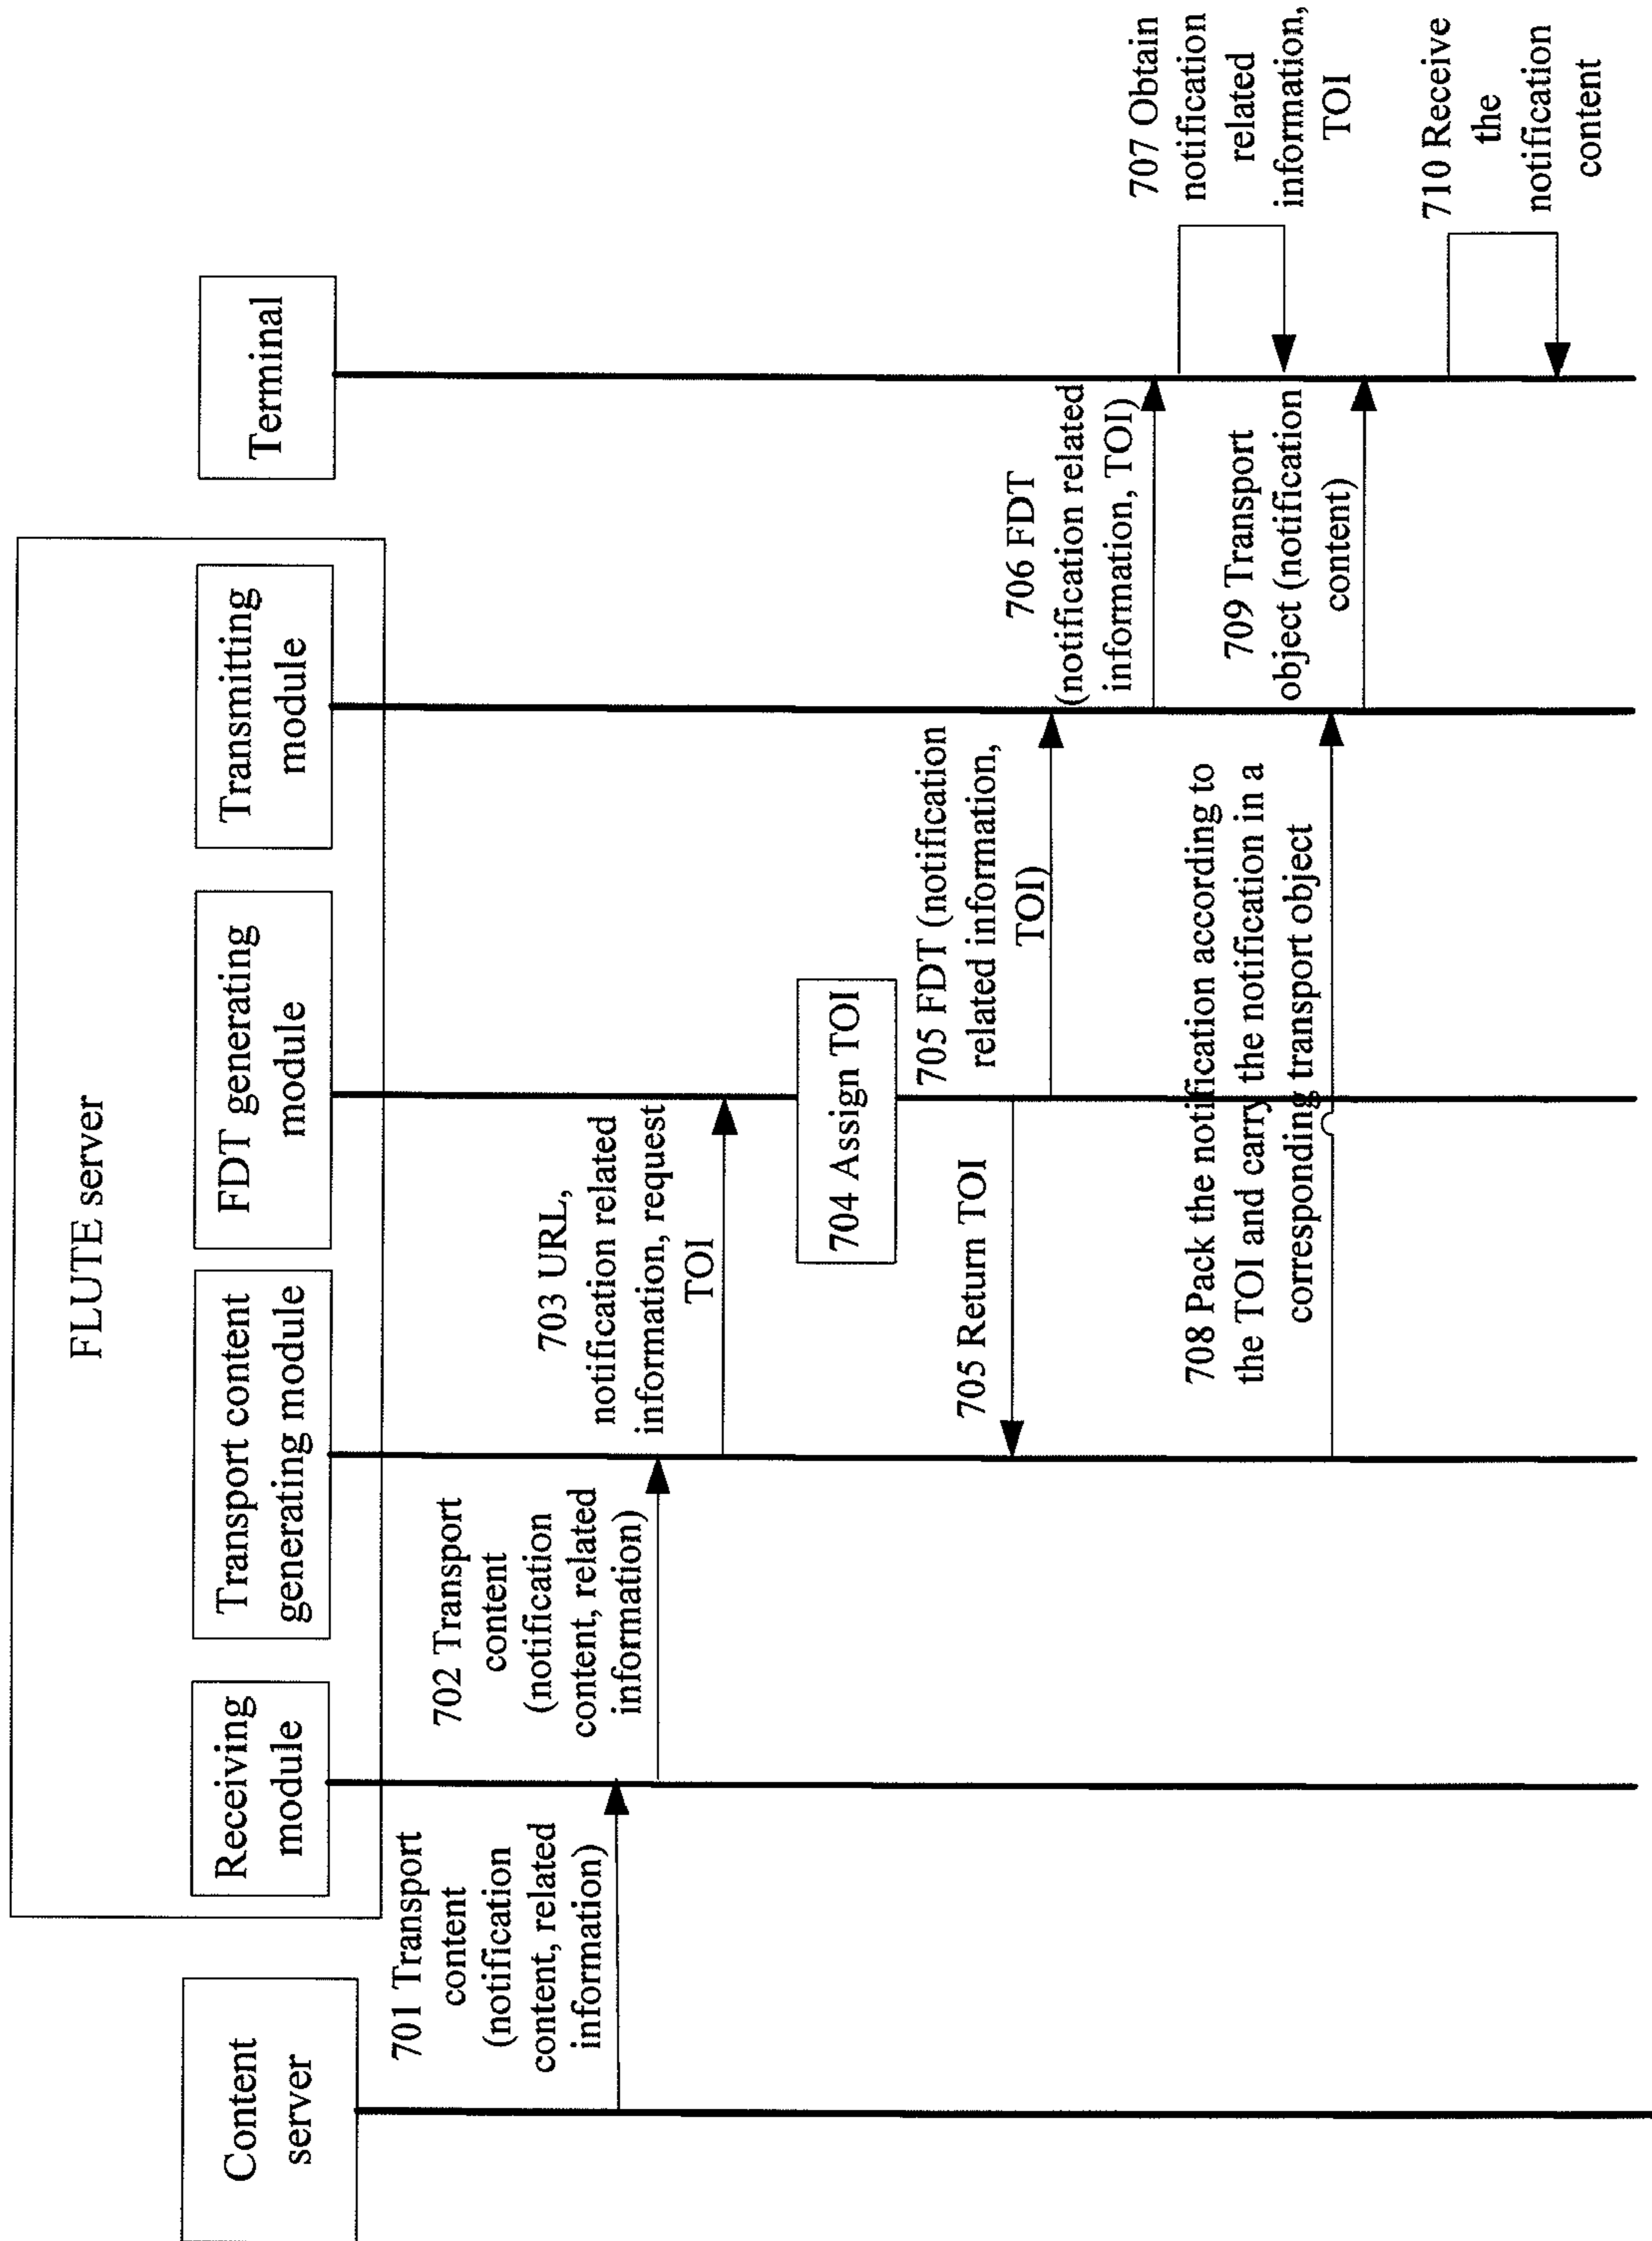 FLUTE server
Content
server
Receiving
module
Transport content
generating module
FDT generating
module
Transmitting
module
Terminal
701 Transport
content
(notification
content, related
information)
702 Transport
content
(notification
content, related
information)
703 URL,
notification related
information, request
TOI
704 Assign TOI
705 Return TOI
705 FDT (notification
related information,
TOI)
706 FDT
(notification related
information, TOI)
707 Obtain
notification
related
information,
TOI
708 Pack the notification according to
the TOI and carry the notification in a
corresponding transport object
709 Transport
object (notification
content)
710 Receive
the
notification
content